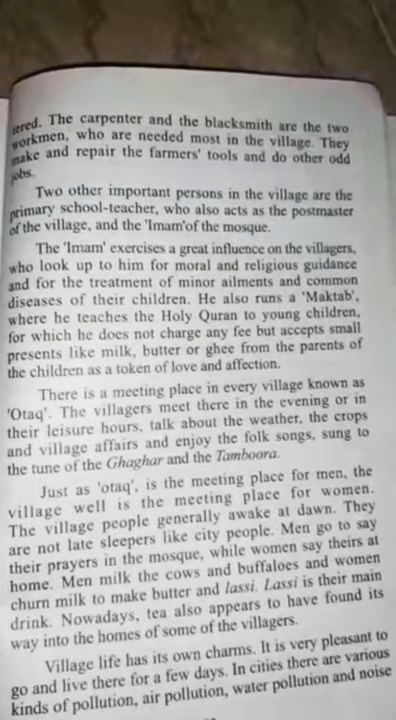 tered. The carpenter and the blacksmith are the two
workmen, who are needed most in the village. They
make and repair the farmers' tools and do other odd
jobs.
Two other important persons in the village are the
primary school-teacher, who also acts as the postmaster
of the village, and the 'Imam'of the mosque.
The 'Imam' exercises a great influence on the villagers,
who look up to him for moral and religious guidance
and for the treatment of minor ailments and common
diseases of their children. He also runs a 'Maktab',
where he teaches the Holy Quran to young children,
for which he does not charge any fee but accepts small
presents like milk, butter or ghee from the parents of
the children as a token of love and affection.
There is a meeting place in every village known as
'Otaq'. The villagers meet there in the evening or in
their leisure hours, talk about the weather, the crops
and village affairs and enjoy the folk songs, sung to
the tune of the Ghaghar and the Tamboora.
Just as 'otaq', is the meeting place for men, the
village well is the meeting place for women.
The village people generally awake at dawn. They
are not late sleepers like city people. Men go to say
their prayers in the mosque, while women say theirs at
home. Men milk the cows and buffaloes and women
churn milk to make butter and lassi. Lassi is their main
drink. Nowadays, tea also appears to have found its
way into the homes of some of the villagers.
Village life has its own charms. It is very pleasant to
go and live there for a few days. In cities there are various
kinds of pollution, air pollution, water pollution and noise